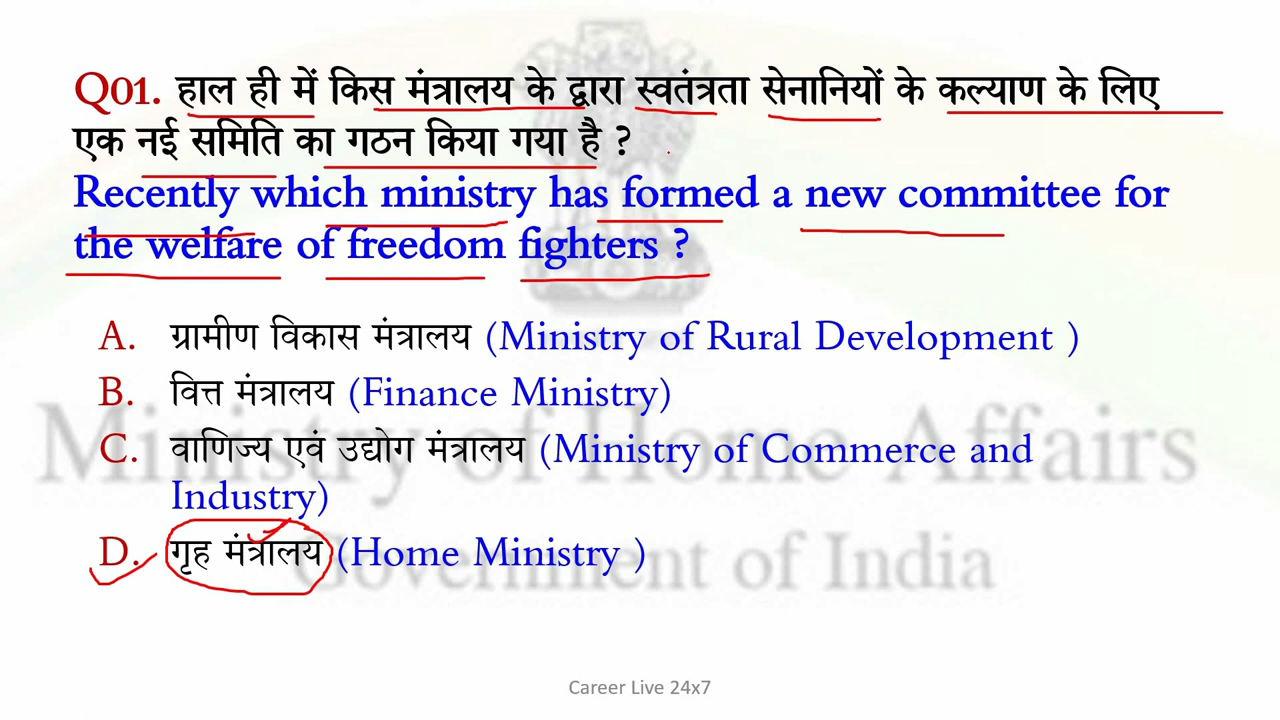 Q01. हाल ही में किस मंत्रालय के द्वारा स्वतंत्रता सेनानियों के कल्याण के लिए
एक नई समिति का गठन किया गया है ?
Recently which ministry has formed a new committee for
the welfare of freedom fighters ?
A. ग्रामीण विकास मंत्रालय (Ministry of Rural Development )
B. वित्त मंत्रालय (Finance Ministry)
C. वाणिज्य एवं उद्योग मंत्रालय (Ministry of Commerce and
Industry)
D. गृह मंत्रालय (Home Ministry )
Ministry of Home Affairs
Government of India
Career Live 24x7